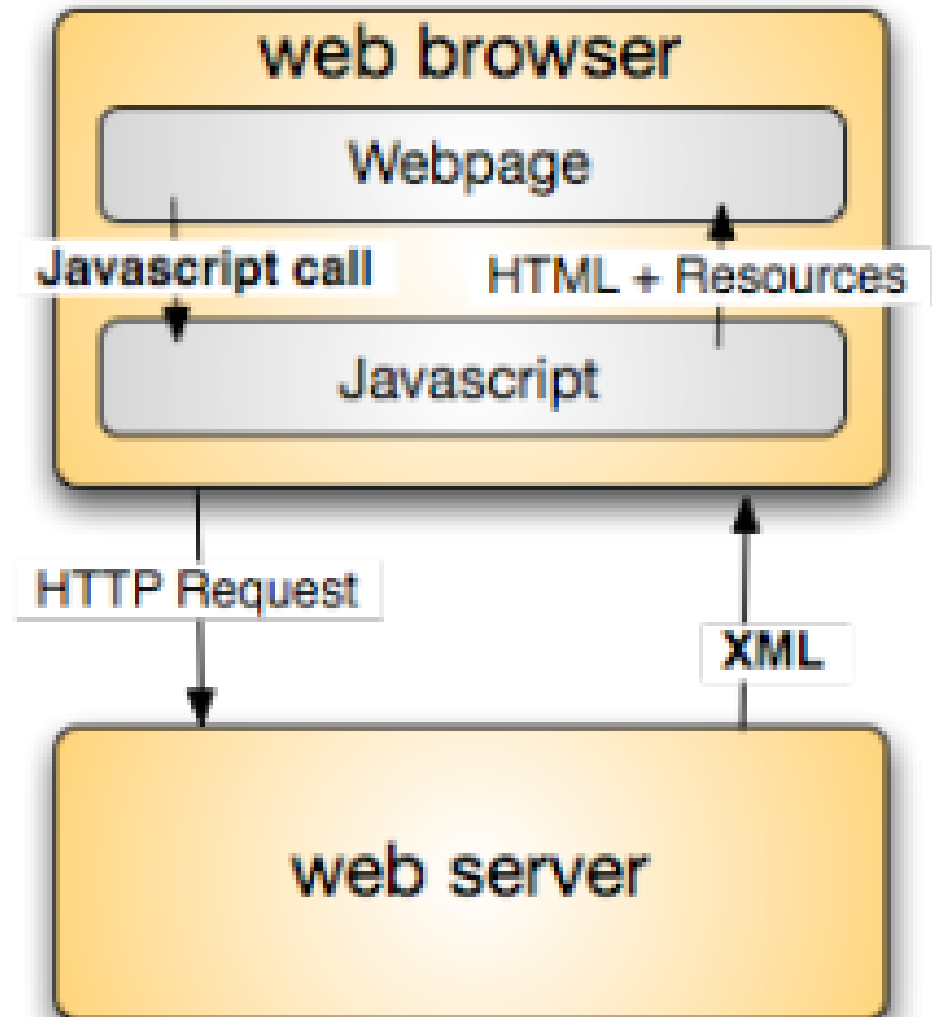 web browser
Webpage
Javascript call
HTML + Resources
Javascript
HTTP Request
XML
web server